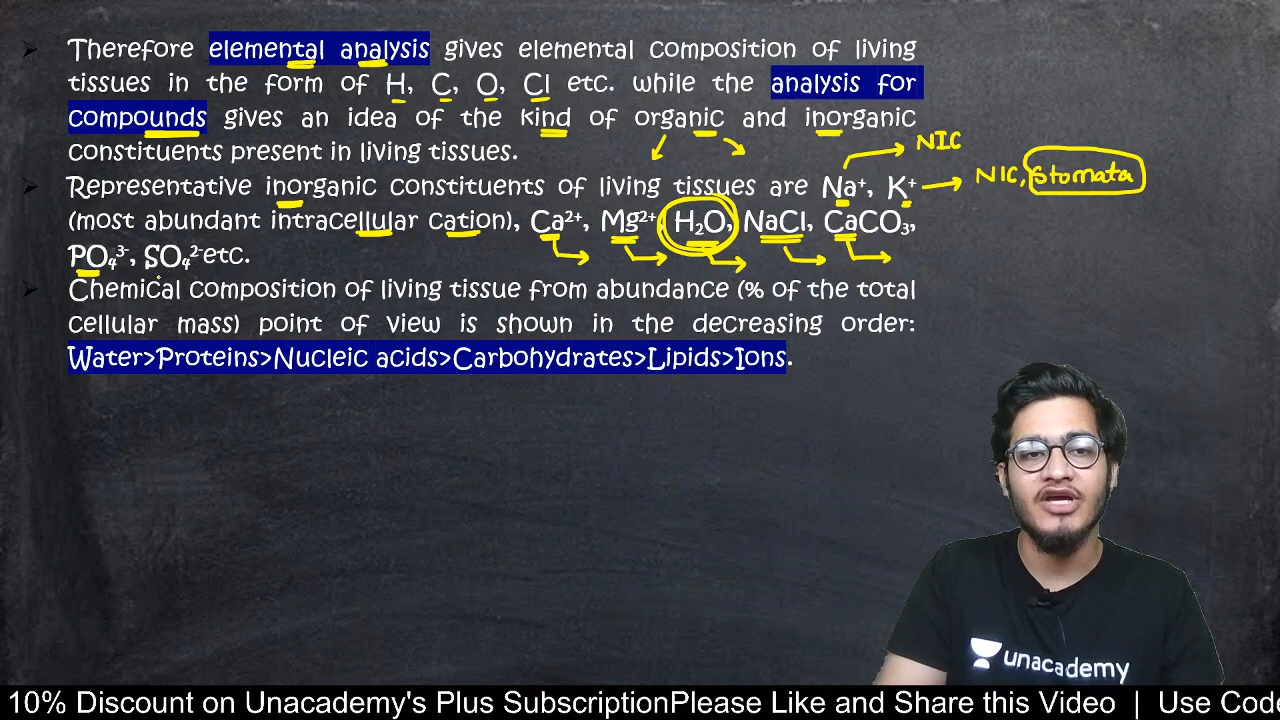 ➤ Therefore elemental analysis gives elemental composition of living
tissues in the form of H, C, O, Cl etc. while the analysis for
compounds gives an idea of the kind of organic and inorganic
constituents present in living tissues.
NIC
➤ Representative inorganic constituents of living tissues are Na⁺, K⁺
NIC, Stomata
(most abundant intracellular cation), Ca²⁺, Mg²⁺, H₂O, NaCl, CaCO₃,
PO₄³⁻, SO₄²⁻etc.
➤ Chemical composition of living tissue from abundance (% of the total
cellular mass) point of view is shown in the decreasing order:
Water>Proteins>Nucleic acids>Carbohydrates>Lipids>Ions.
unacademy
10% Discount on Unacademy's Plus SubscriptionPlease Like and Share this Video | Use Code